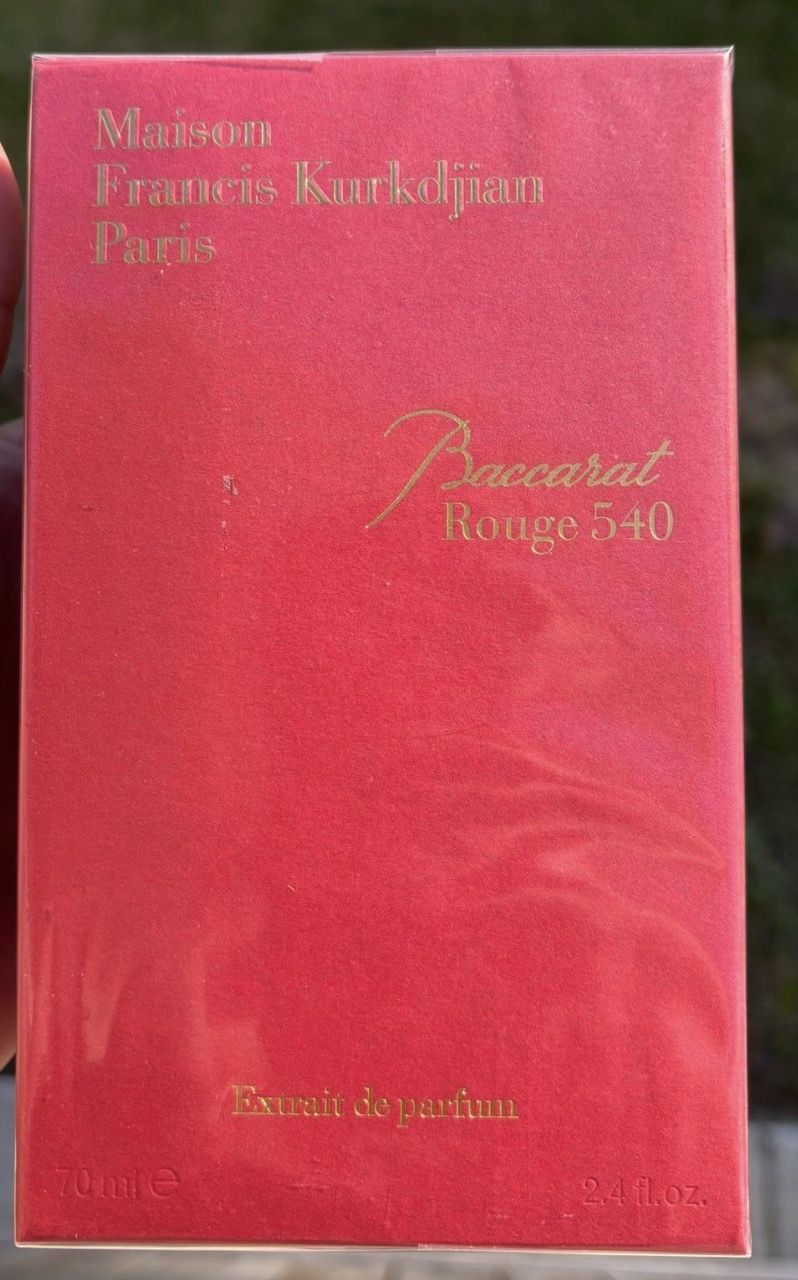 Maison
Francis Kurkdjian
Paris
Baccarat
Rouge 540
Extrait de parfum
70 ml ℮
2.4 fl.oz.